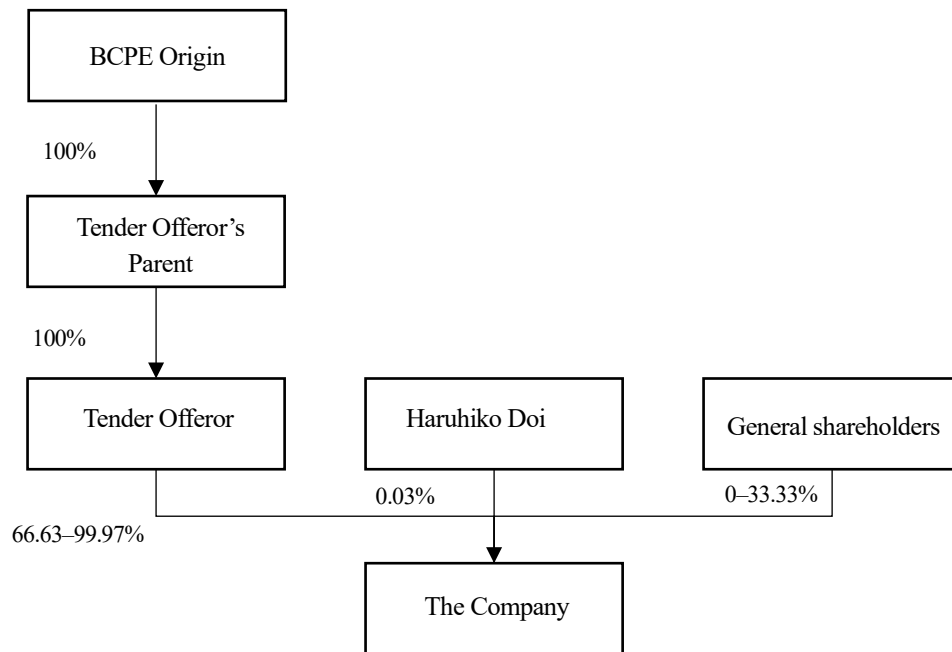 BCPE Origin
100%
Tender Offeror’s
Parent
100%
Tender Offeror
Haruhiko Doi
General shareholders
0.03%
0–33.33%
66.63–99.97%
The Company